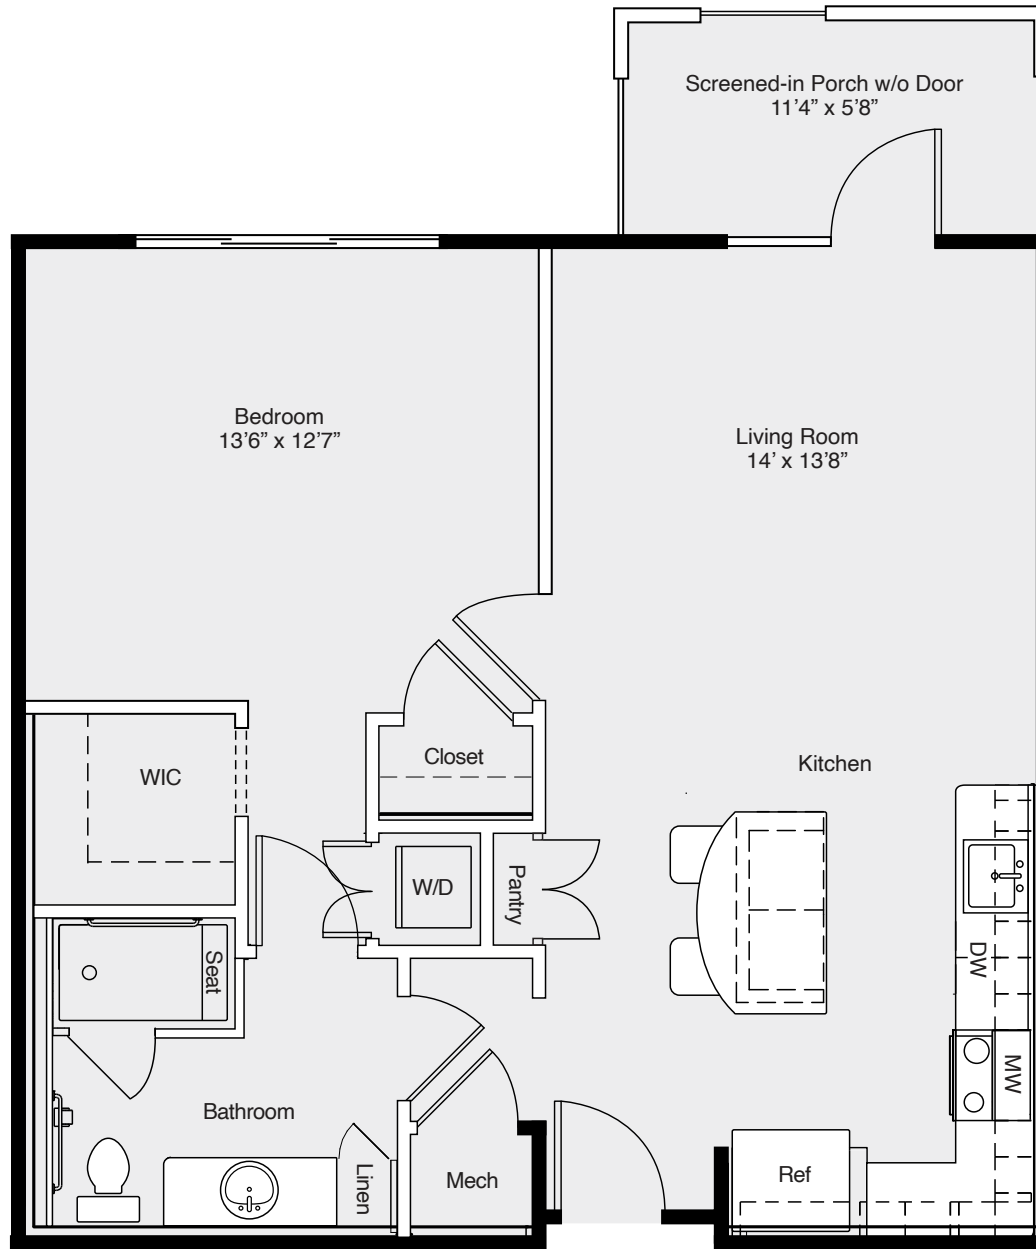 Screened-in Porch w/o Door
11’4” x 5’8”
Bedroom
13’6” x 12’7”
Living Room
14’ x 13’8”
Closet
Kitchen
WIC
W/D
Pantry
Seat
DW
MW
Bathroom
Linen
Mech
Ref